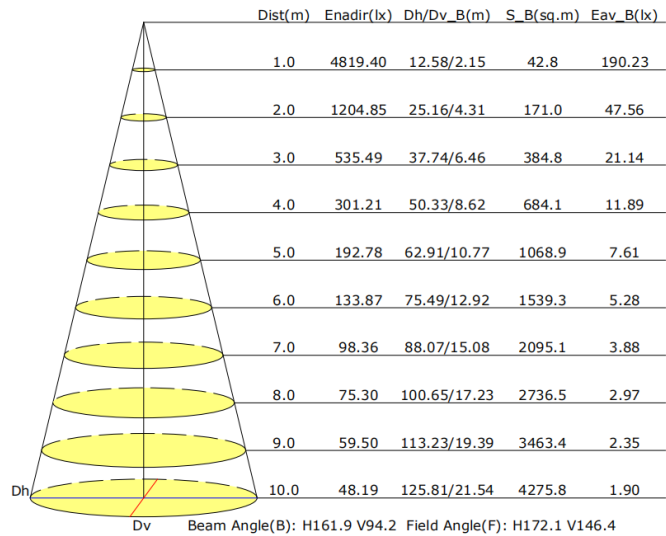 Dist(m) Enadir(lx) Dh/Dv_B(m) S_B(sq.m) Eav_B(lx)
1.0 4819.40 12.58/2.15 42.8 190.23
2.0 1204.85 25.16/4.31 171.0 47.56
3.0 535.49 37.74/6.46 384.8 21.14
4.0 301.21 50.33/8.62 684.1 11.89
5.0 192.78 62.91/10.77 1068.9 7.61
6.0 133.87 75.49/12.92 1539.3 5.28
7.0 98.36 88.07/15.08 2095.1 3.88
8.0 75.30 100.65/17.23 2736.5 2.97
9.0 59.50 113.23/19.39 3463.4 2.35
Dh 10.0 48.19 125.81/21.54 4275.8 1.90
Dv Beam Angle(B): H161.9 V94.2 Field Angle(F): H172.1 V146.4